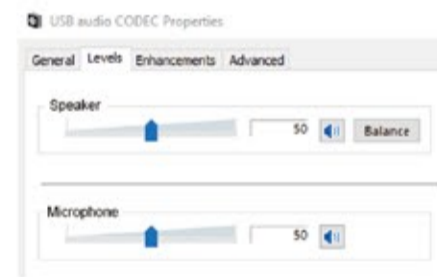 USB audio CODEC Properties
General Levels Enhancements Advanced
Speaker
50 Balance
Microphone
50